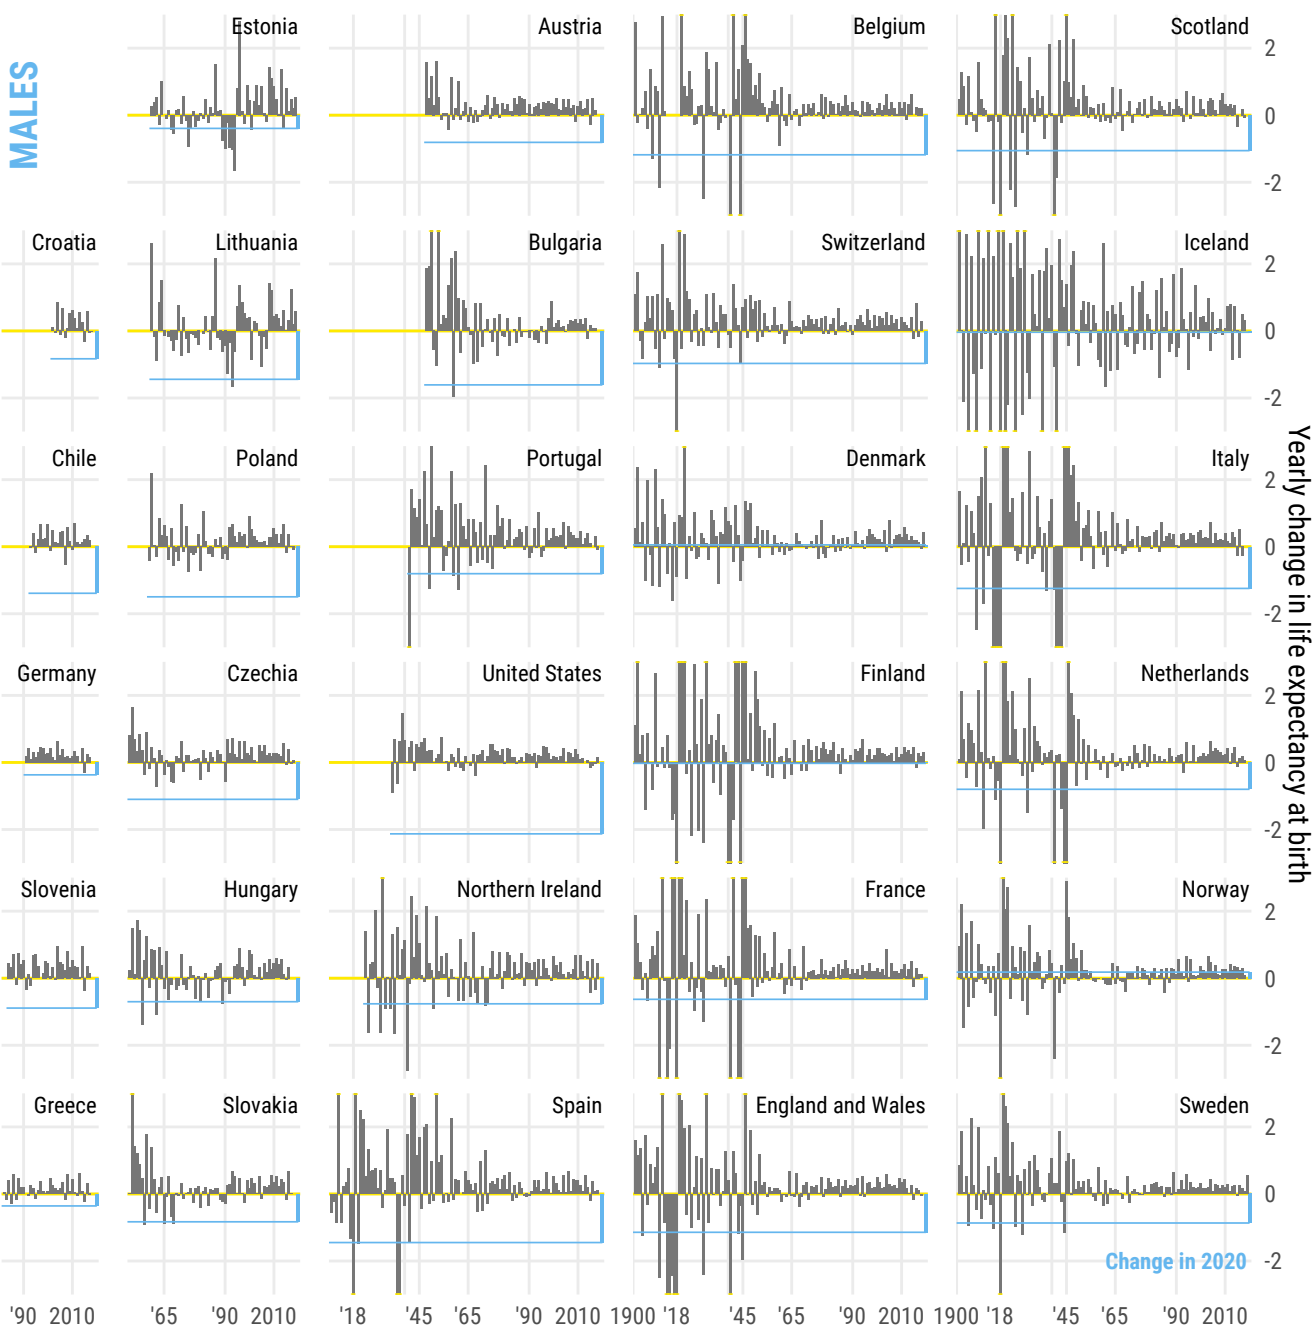 MALES
Estonia
Austria
Belgium
Scotland
2
0
-2
Croatia
Lithuania
Bulgaria
Switzerland
Iceland
2
0
-2
Chile
Poland
Portugal
Denmark
Italy
2
0
-2
Germany
Czechia
United States
Finland
Netherlands
2
0
-2
Slovenia
Hungary
Northern Ireland
France
Norway
2
0
-2
Greece
Slovakia
Spain
England and Wales
Sweden
2
0
-2
Change in 2020
'90 2010
'65 '90 2010
'18 '45 '65 '90 2010
1900 '18 '45 '65 '90 2010
1900 '18 '45 '65 '90 2010
Yearly change in life expectancy at birth